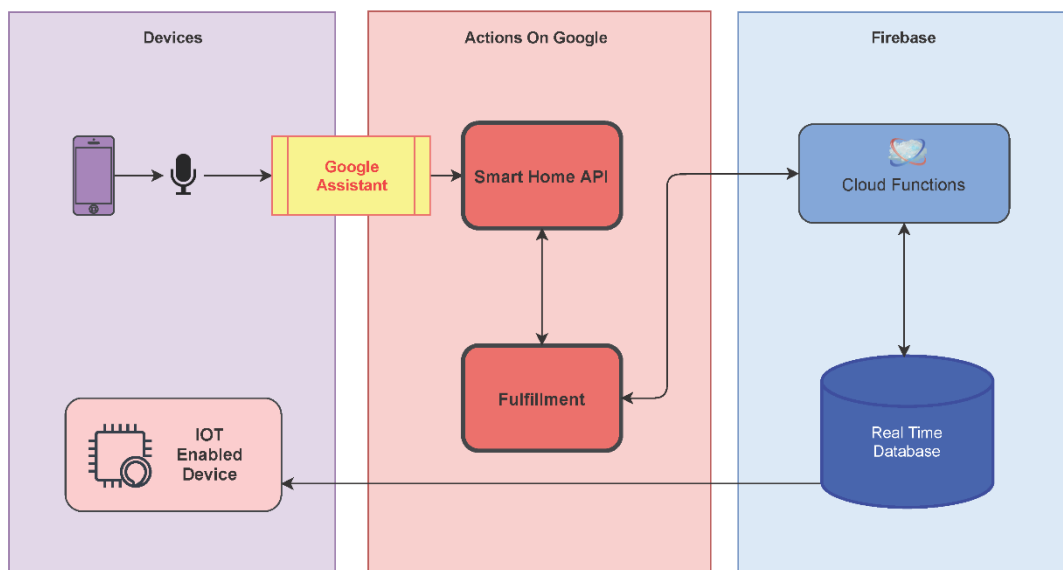 Devices
Actions On Google
Firebase
Google
Assistant
Smart Home API
Cloud Functions
Fulfillment
IOT
Enabled
Device
Real Time
Database